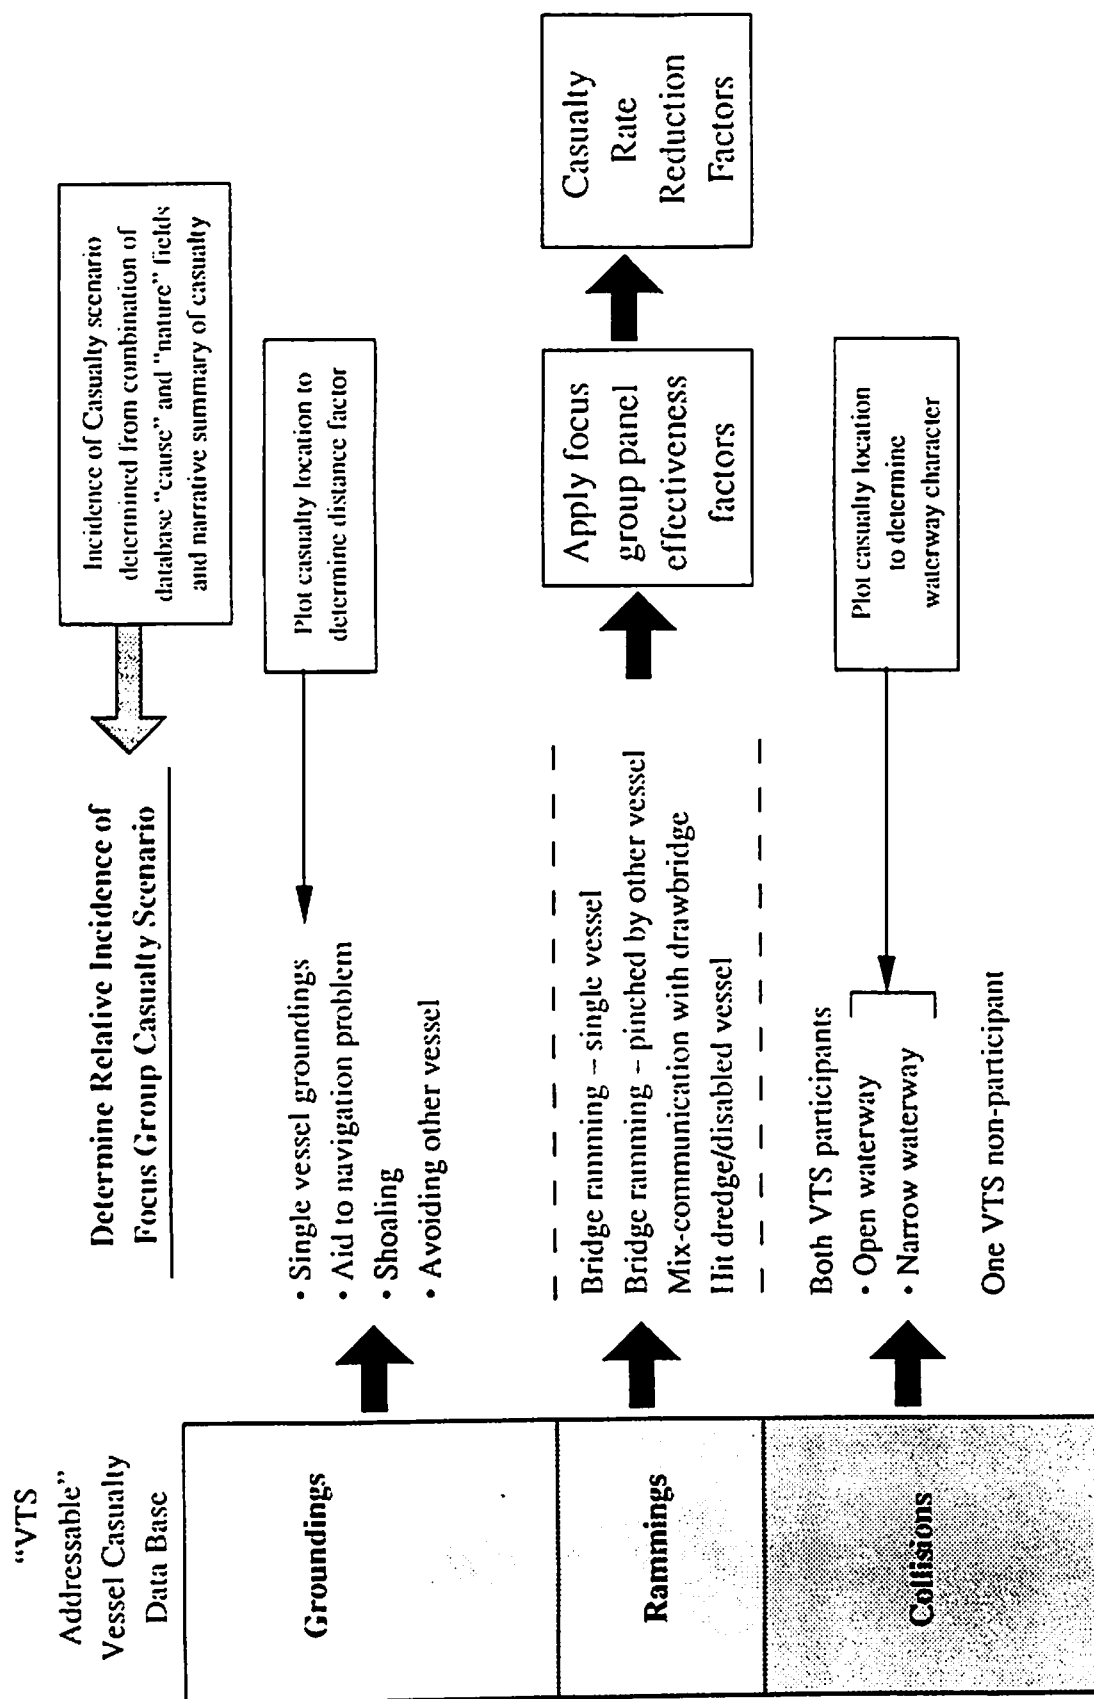 "VTS
Addressable"
Vessel Casualty
Data Base
Groundings
Rammings
Collisions
Determine Relative Incidence of
Focus Group Casualty Scenario
• Single vessel groundings
• Aid to navigation problem
• Shoaling
• Avoiding other vessel
Bridge ramming – single vessel
Bridge ramming – pinched by other vessel
Mix-communication with drawbridge
Hit dredge/disabled vessel
Both VTS participants
• Open waterway
• Narrow waterway
One VTS non-participant
Incidence of Casualty scenario
determined from combination of
database "cause" and "nature" fields
and narrative summary of casualty
Plot casualty location to
determine distance factor
Apply focus
group panel
effectiveness
factors
Plot casualty location
to determine
waterway character
Casualty
Rate
Reduction
Factors